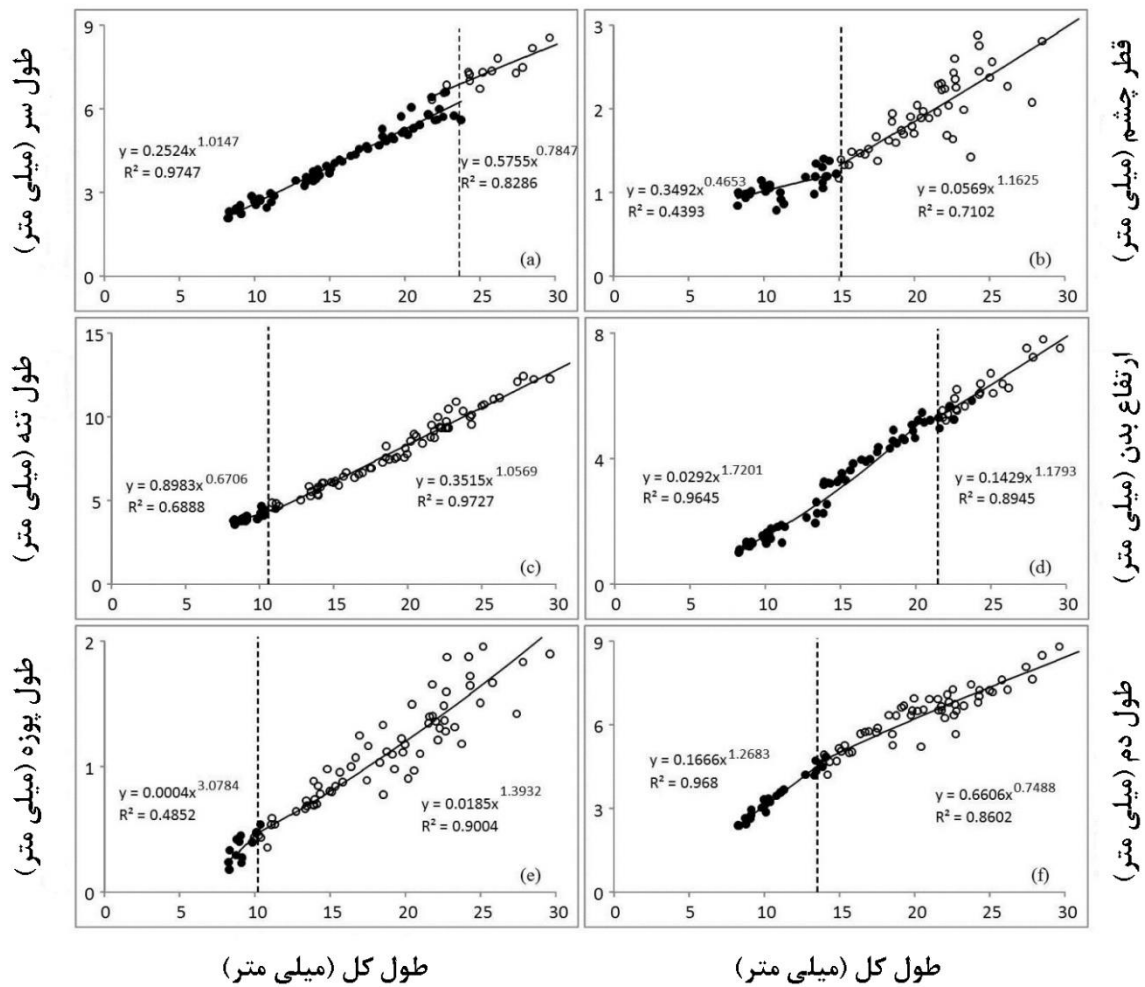 طول سر (میلی متر)
9
6
3
0
y = 0.2524x^1.0147
R² = 0.9747
y = 0.5755x^0.7847
R² = 0.8286
(a)
0 5 10 15 20 25 30
قطر چشم (میلی متر)
3
2
1
0
y = 0.3492x^0.4653
R² = 0.4393
y = 0.0569x^1.1625
R² = 0.7102
(b)
0 5 10 15 20 25 30
طول تنه (میلی متر)
15
10
5
0
y = 0.8983x^0.6706
R² = 0.6888
y = 0.3515x^1.0569
R² = 0.9727
(c)
0 5 10 15 20 25 30
ارتفاع بدن (میلی متر)
8
4
0
y = 0.0292x^1.7201
R² = 0.9645
y = 0.1429x^1.1793
R² = 0.8945
(d)
0 5 10 15 20 25 30
طول پوزه (میلی متر)
2
1
0
y = 0.0004x^3.0784
R² = 0.4852
y = 0.0185x^1.3932
R² = 0.9004
(e)
0 5 10 15 20 25 30
طول دم (میلی متر)
9
6
3
0
y = 0.1666x^1.2683
R² = 0.968
y = 0.6606x^0.7488
R² = 0.8602
(f)
0 5 10 15 20 25 30
طول کل (میلی متر)
طول کل (میلی متر)